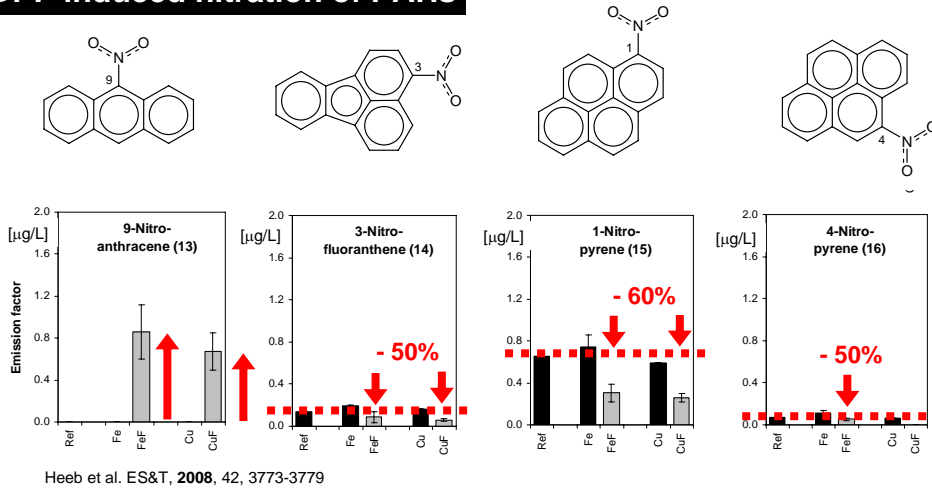 induced nitration of PAHs
O O
N
9
3
N
O
O
O O
N
1
4
N
O
O
2.0
[µg/L]
1.6
1.2
0.8
0.4
0.0
Emission factor
9-Nitro-
anthracene (13)
Ref
Fe
FeF
Cu
CuF
2.0
[µg/L]
1.6
1.2
0.8
0.4
0.0
3-Nitro-
fluoranthene (14)
- 50%
Ref
Fe
FeF
Cu
CuF
2.0
[µg/L]
1.6
1.2
0.8
0.4
0.0
1-Nitro-
pyrene (15)
- 60%
Ref
Fe
FeF
Cu
CuF
2.0
[µg/L]
1.6
1.2
0.8
0.4
0.0
4-Nitro-
pyrene (16)
- 50%
Ref
Fe
FeF
Cu
CuF
Heeb et al. ES&T, 2008, 42, 3773-3779